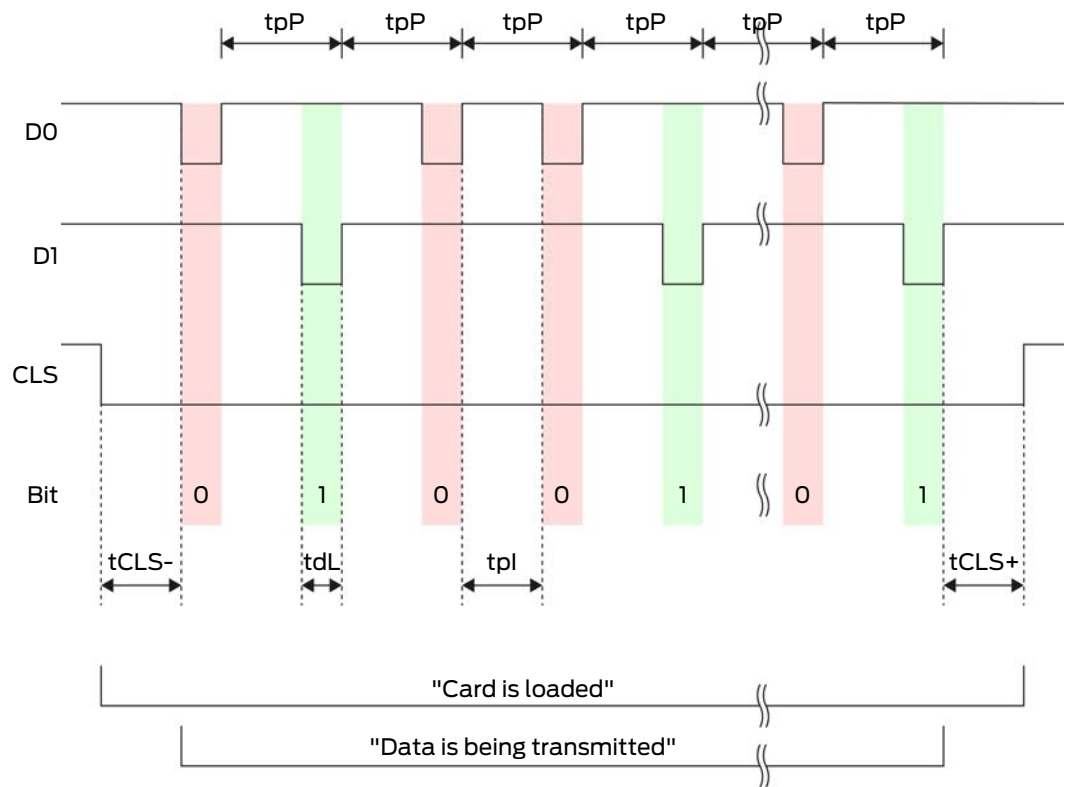 tpP tpP tpP tpP tpP tpP
D0
D1
CLS
Bit 0 1 0 0 1 0 1
tCLS- tdL tpI tCLS+
"Card is loaded"
"Data is being transmitted"